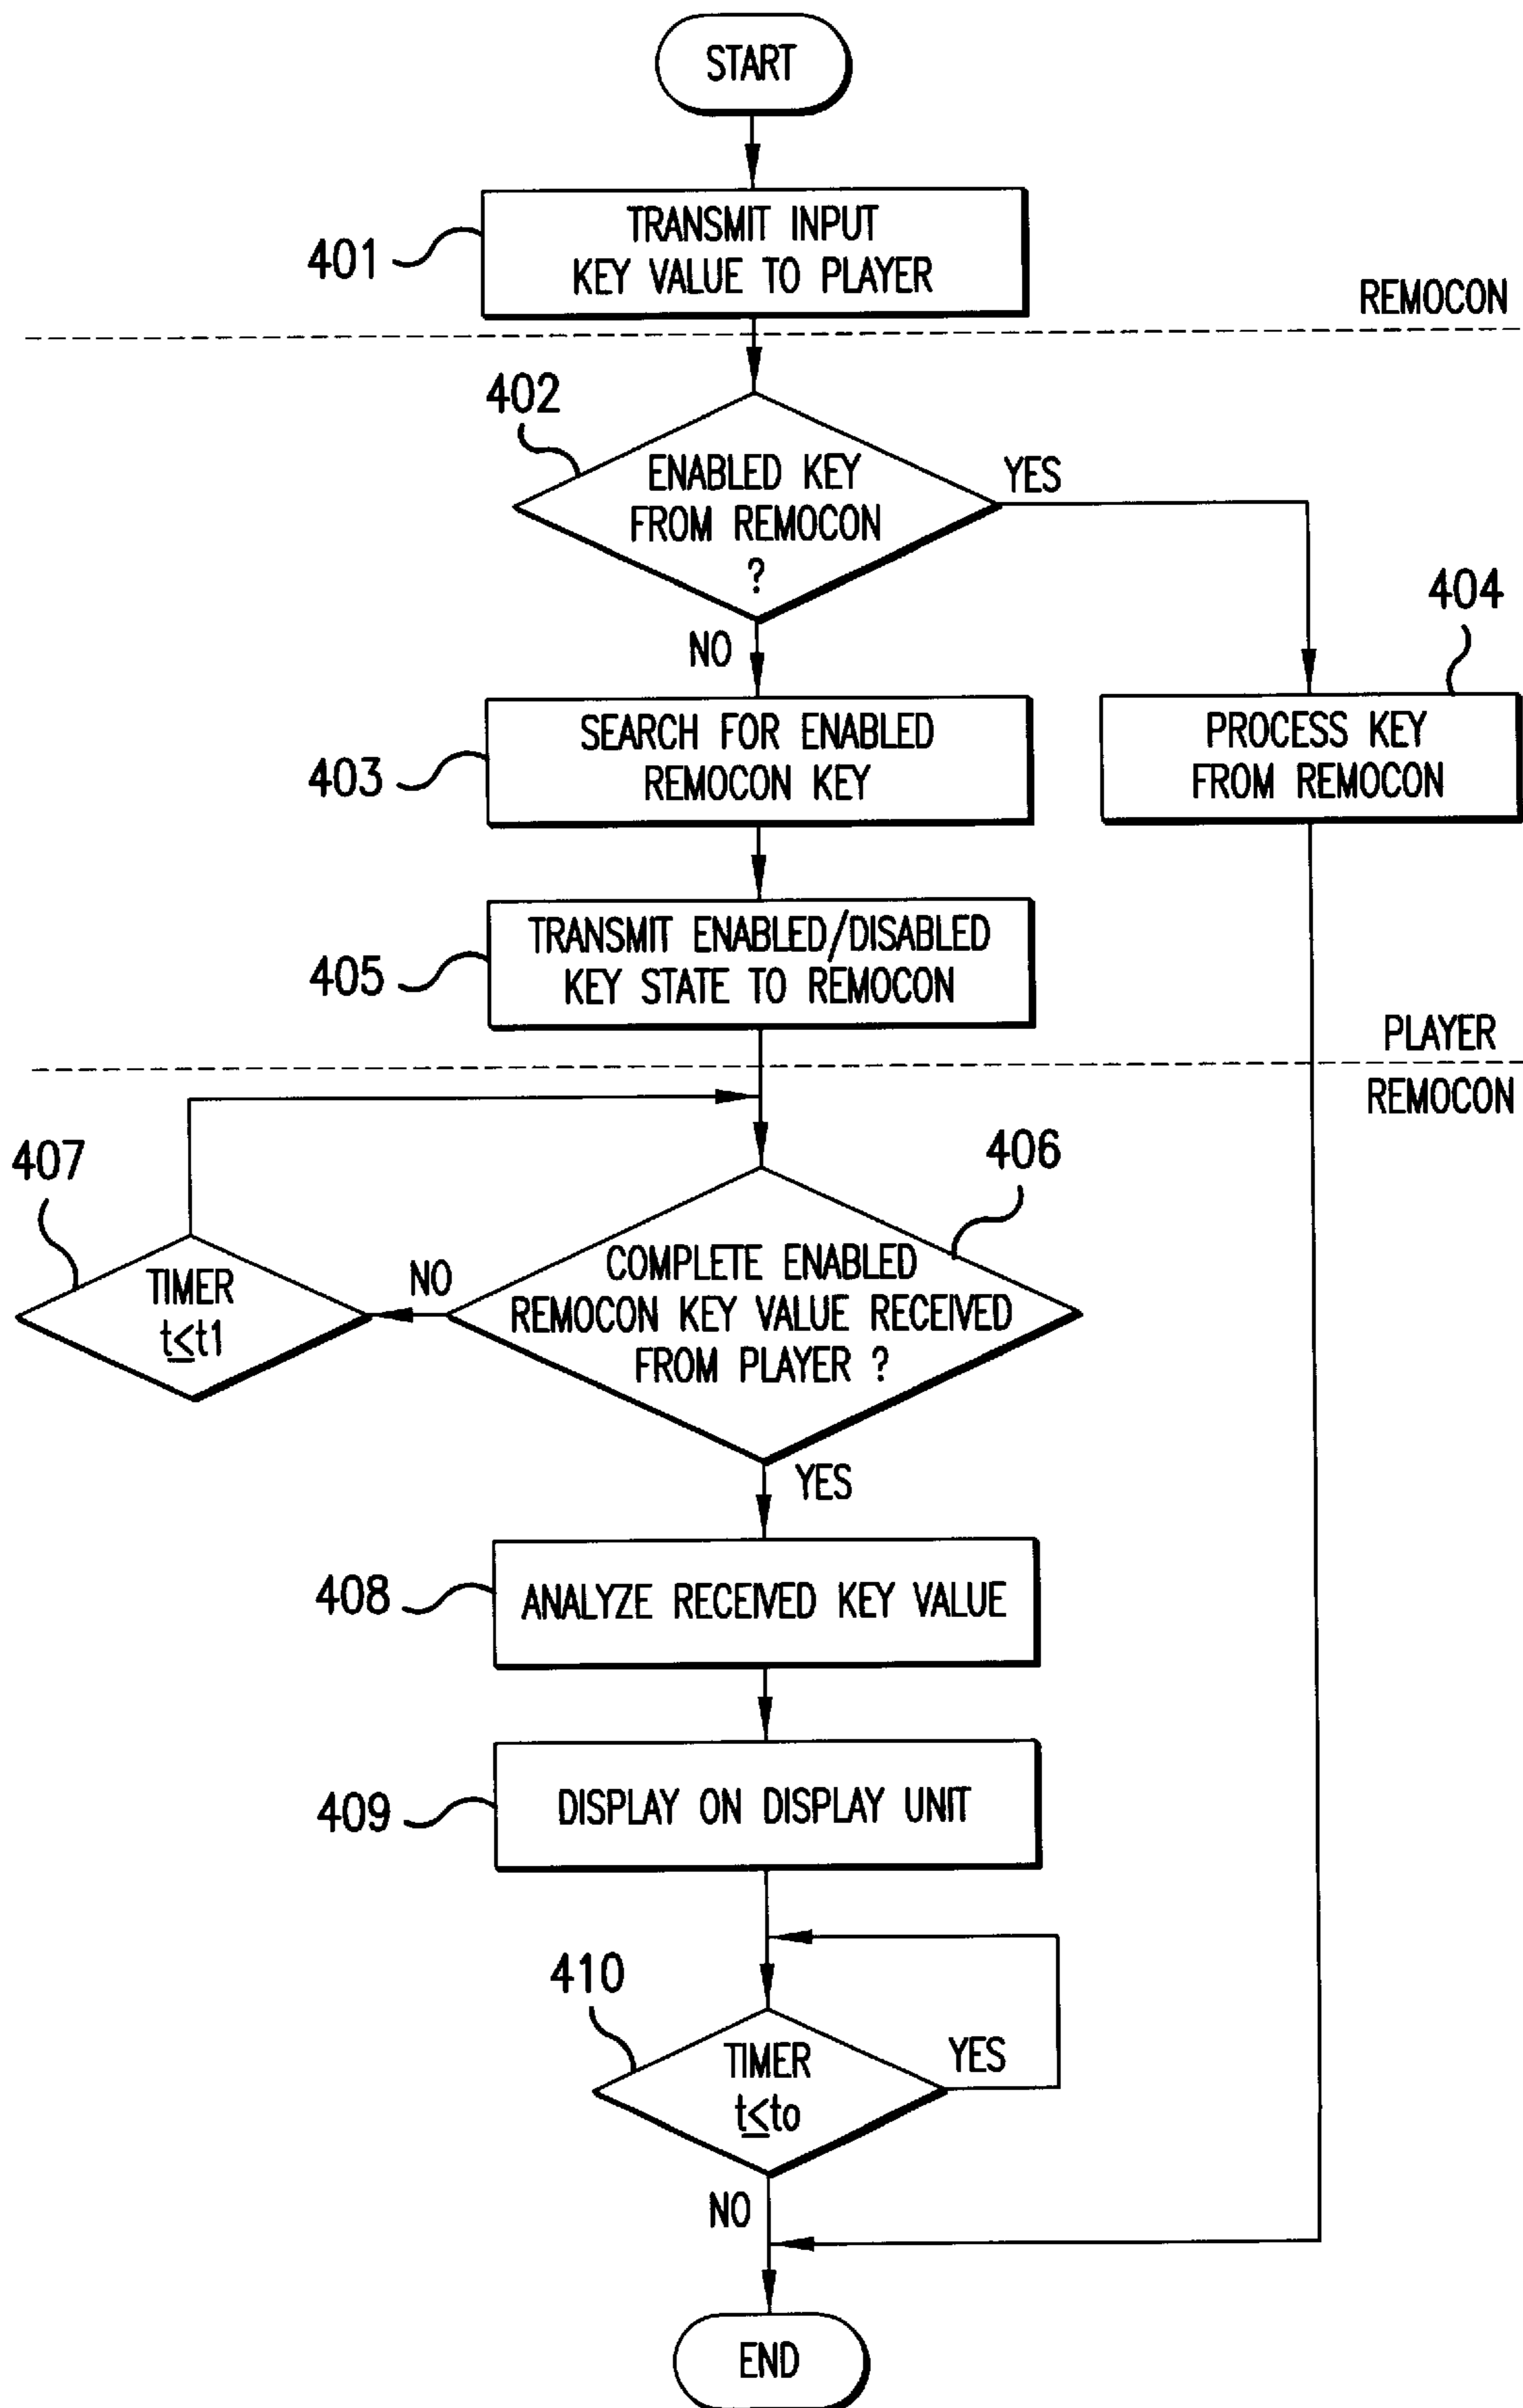 START
TRANSMIT INPUT
KEY VALUE TO PLAYER
401
REMOCON
402
ENABLED KEY
FROM REMOCON
?
YES
NO
404
SEARCH FOR ENABLED
REMOCON KEY
403
PROCESS KEY
FROM REMOCON
TRANSMIT ENABLED/DISABLED
KEY STATE TO REMOCON
405
PLAYER
REMOCON
407
406
TIMER
t≤t1
NO
COMPLETE ENABLED
REMOCON KEY VALUE RECEIVED
FROM PLAYER ?
YES
408
ANALYZE RECEIVED KEY VALUE
409
DISPLAY ON DISPLAY UNIT
410
TIMER
t≤to
YES
NO
END